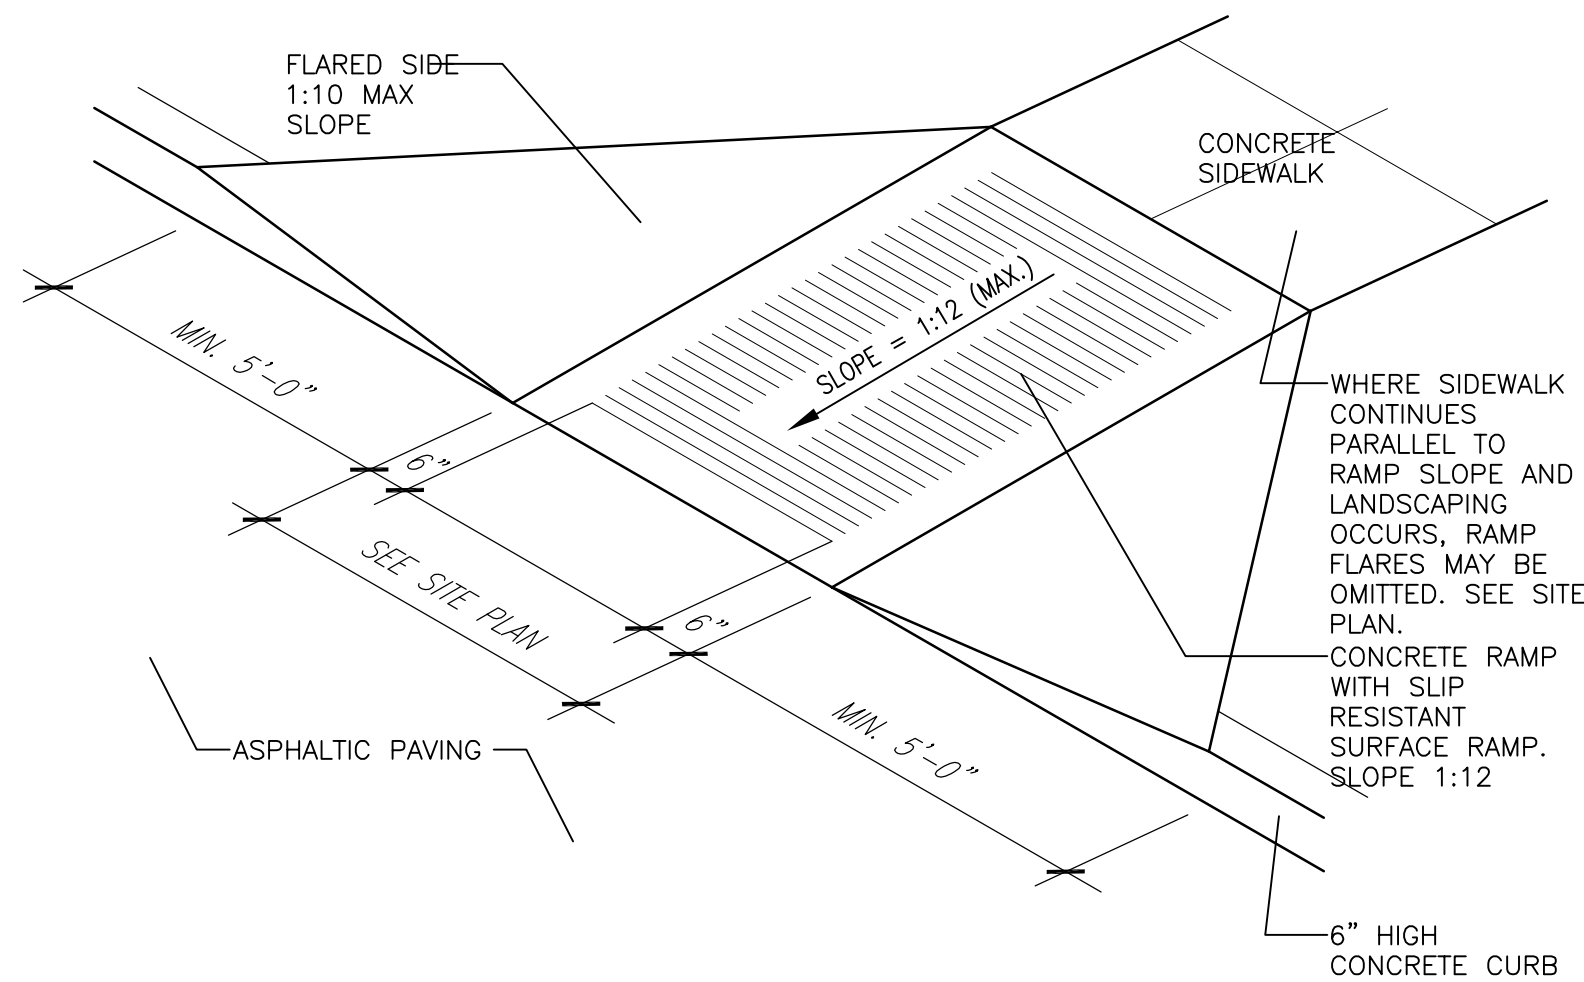 FLARED SIDE
1:10 MAX
SLOPE
CONCRETE
SIDEWALK
SLOPE = 1:12 (MAX.)
MIN. 5'-0"
6"
SEE SITE PLAN
6"
MIN. 5'-0"
WHERE SIDEWALK
CONTINUES
PARALLEL TO
RAMP SLOPE AND
LANDSCAPING
OCCURS, RAMP
FLARES MAY BE
OMITTED. SEE SITE
PLAN.
CONCRETE RAMP
WITH SLIP
RESISTANT
SURFACE RAMP.
SLOPE 1:12
ASPHALTIC PAVING
6" HIGH
CONCRETE CURB